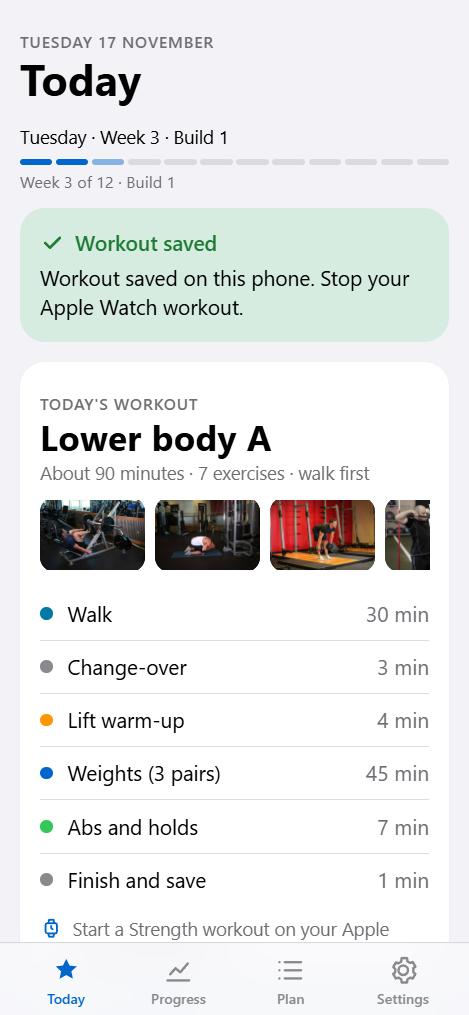 TUESDAY 17 NOVEMBER
Today
Tuesday · Week 3 · Build 1
Week 3 of 12 · Build 1
Workout saved
Workout saved on this phone. Stop your
Apple Watch workout.
TODAY'S WORKOUT
Lower body A
About 90 minutes · 7 exercises · walk first
Walk 30 min
Change-over 3 min
Lift warm-up 4 min
Weights (3 pairs) 45 min
Abs and holds 7 min
Finish and save 1 min
Start a Strength workout on your Apple
Today Progress Plan Settings